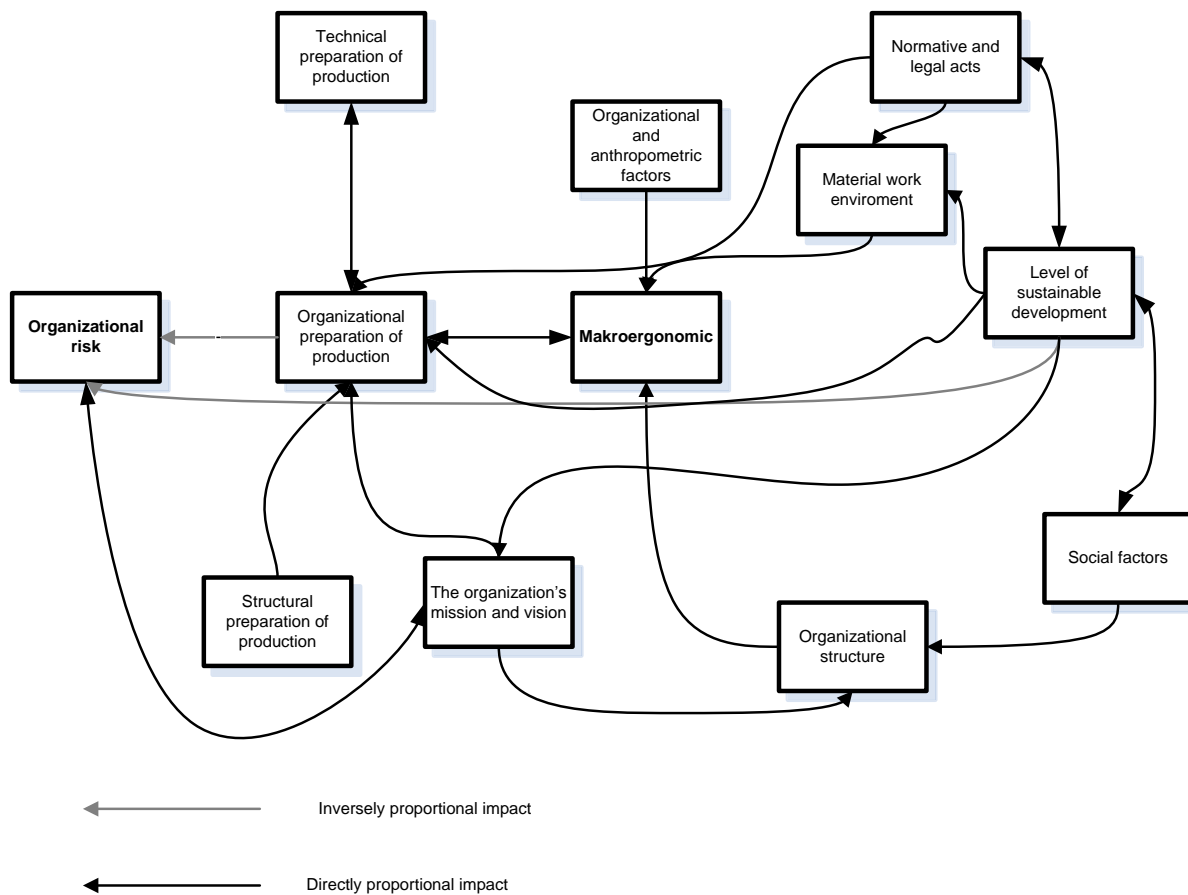 Technical
preparation of
production
Normative and
legal acts
Organizational
and
anthropometric
factors
Material work
enviroment
Level of
sustainable
development
Organizational
risk
Organizational
preparation of
production
Makroergonomic
Structural
preparation of
production
The organization’s
mission and vision
Organizational
structure
Social factors
Inversely proportional impact
Directly proportional impact